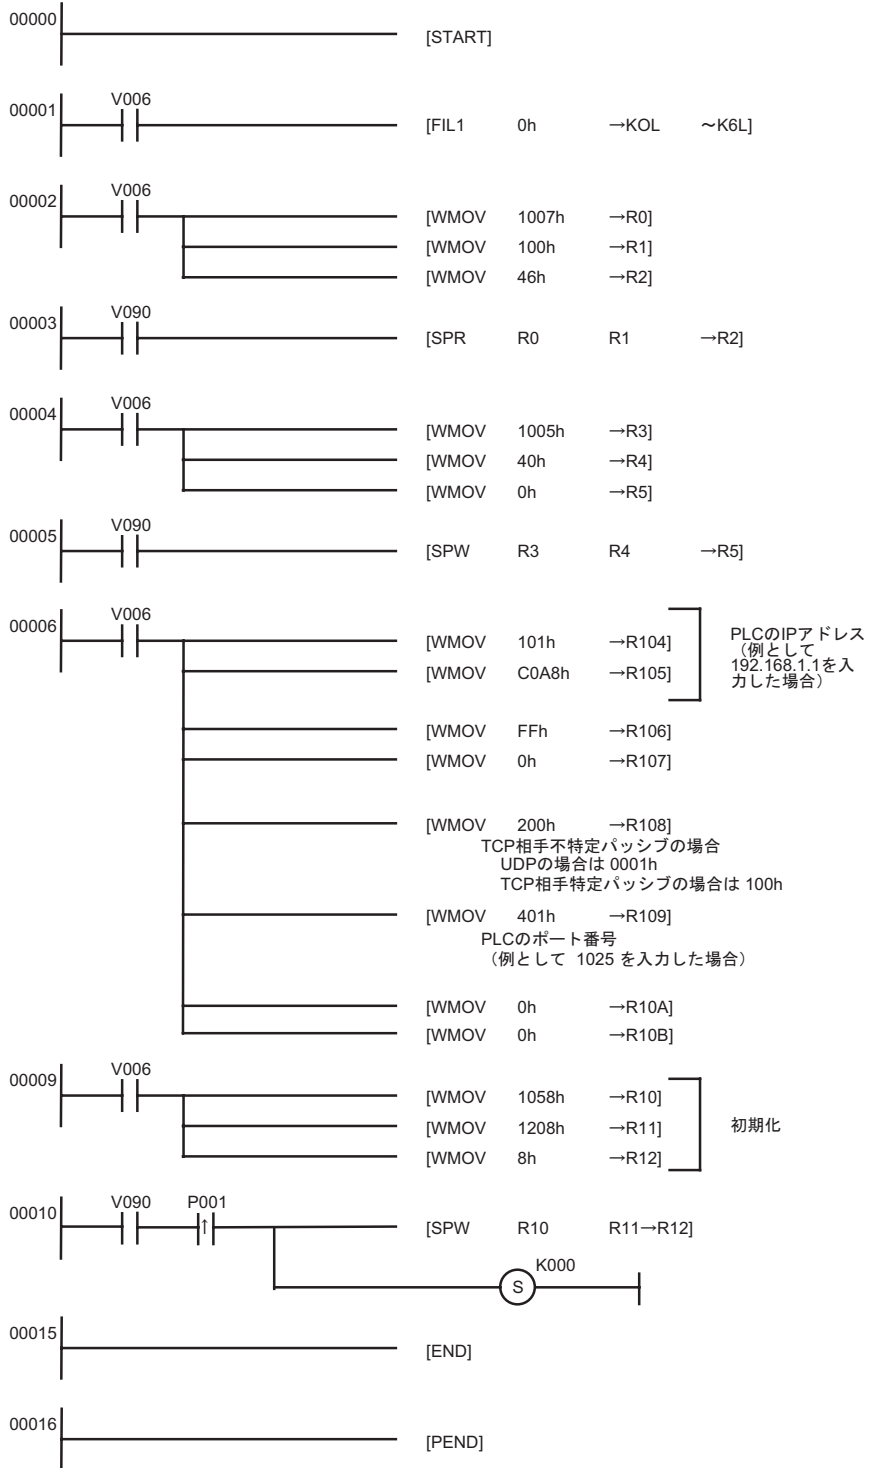 00000
[START]
V006
00001
[FIL1 0h →KOL ～K6L]
V006
00002
[WMOV 1007h →R0]
[WMOV 100h →R1]
[WMOV 46h →R2]
V090
00003
[SPR R0 R1 →R2]
V006
00004
[WMOV 1005h →R3]
[WMOV 40h →R4]
[WMOV 0h →R5]
V090
00005
[SPW R3 R4 →R5]
V006
00006
[WMOV 101h →R104]
[WMOV C0A8h →R105]
PLCのIPアドレス
（例として
192.168.1.1を入
力した場合）
[WMOV FFh →R106]
[WMOV 0h →R107]
[WMOV 200h →R108]
TCP相手不特定パッシブの場合
UDPの場合は 0001h
TCP相手特定パッシブの場合は 100h
[WMOV 401h →R109]
PLCのポート番号
（例として 1025 を入力した場合）
[WMOV 0h →R10A]
[WMOV 0h →R10B]
V006
00009
[WMOV 1058h →R10]
[WMOV 1208h →R11]
[WMOV 8h →R12]
初期化
V090 P001
00010
↑
[SPW R10 R11→R12]
K000
S
00015
[END]
00016
[PEND]